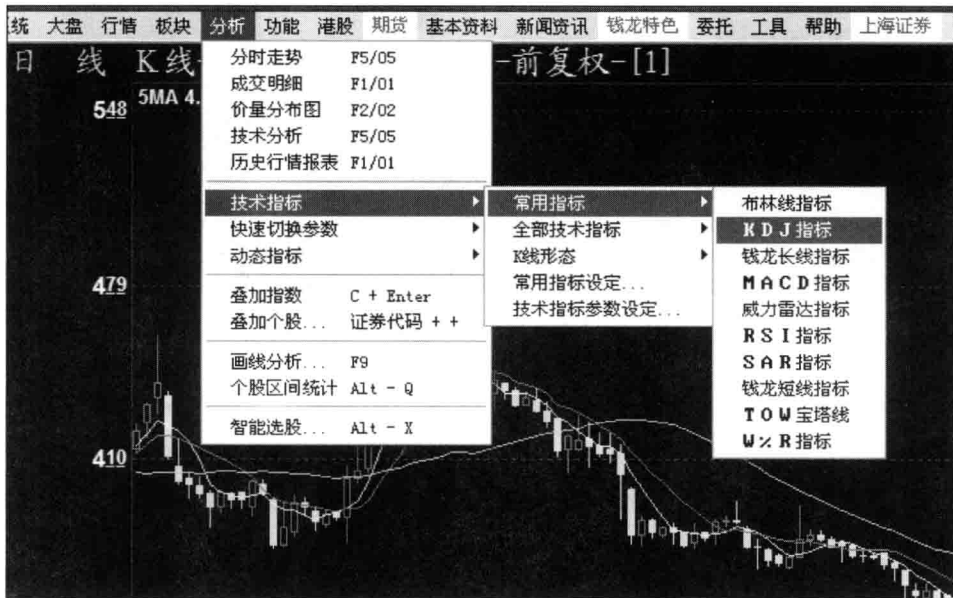 统 大盘 行情 板块 分析 功能 港股 期货 基本资料 新闻资讯 钱龙特色 委托 工具 帮助 上海证券
日 线 K线- -前复权-[1]
5MA 4.
548
479
410
分时走势 F5/05
成交明细 F1/01
价量分布图 F2/02
技术分析 F5/05
历史行情报表 F1/01
技术指标
快速切换参数
动态指标
叠加指数 C + Enter
叠加个股... 证券代码 + +
画线分析... F9
个股区间统计 Alt - Q
智能选股... Alt - X
常用指标
全部技术指标
K线形态
常用指标设定...
技术指标参数设定...
布林线指标
KDJ指标
钱龙长线指标
MACD指标
威力雷达指标
RSI指标
SAR指标
钱龙短线指标
TOW宝塔线
W%R指标